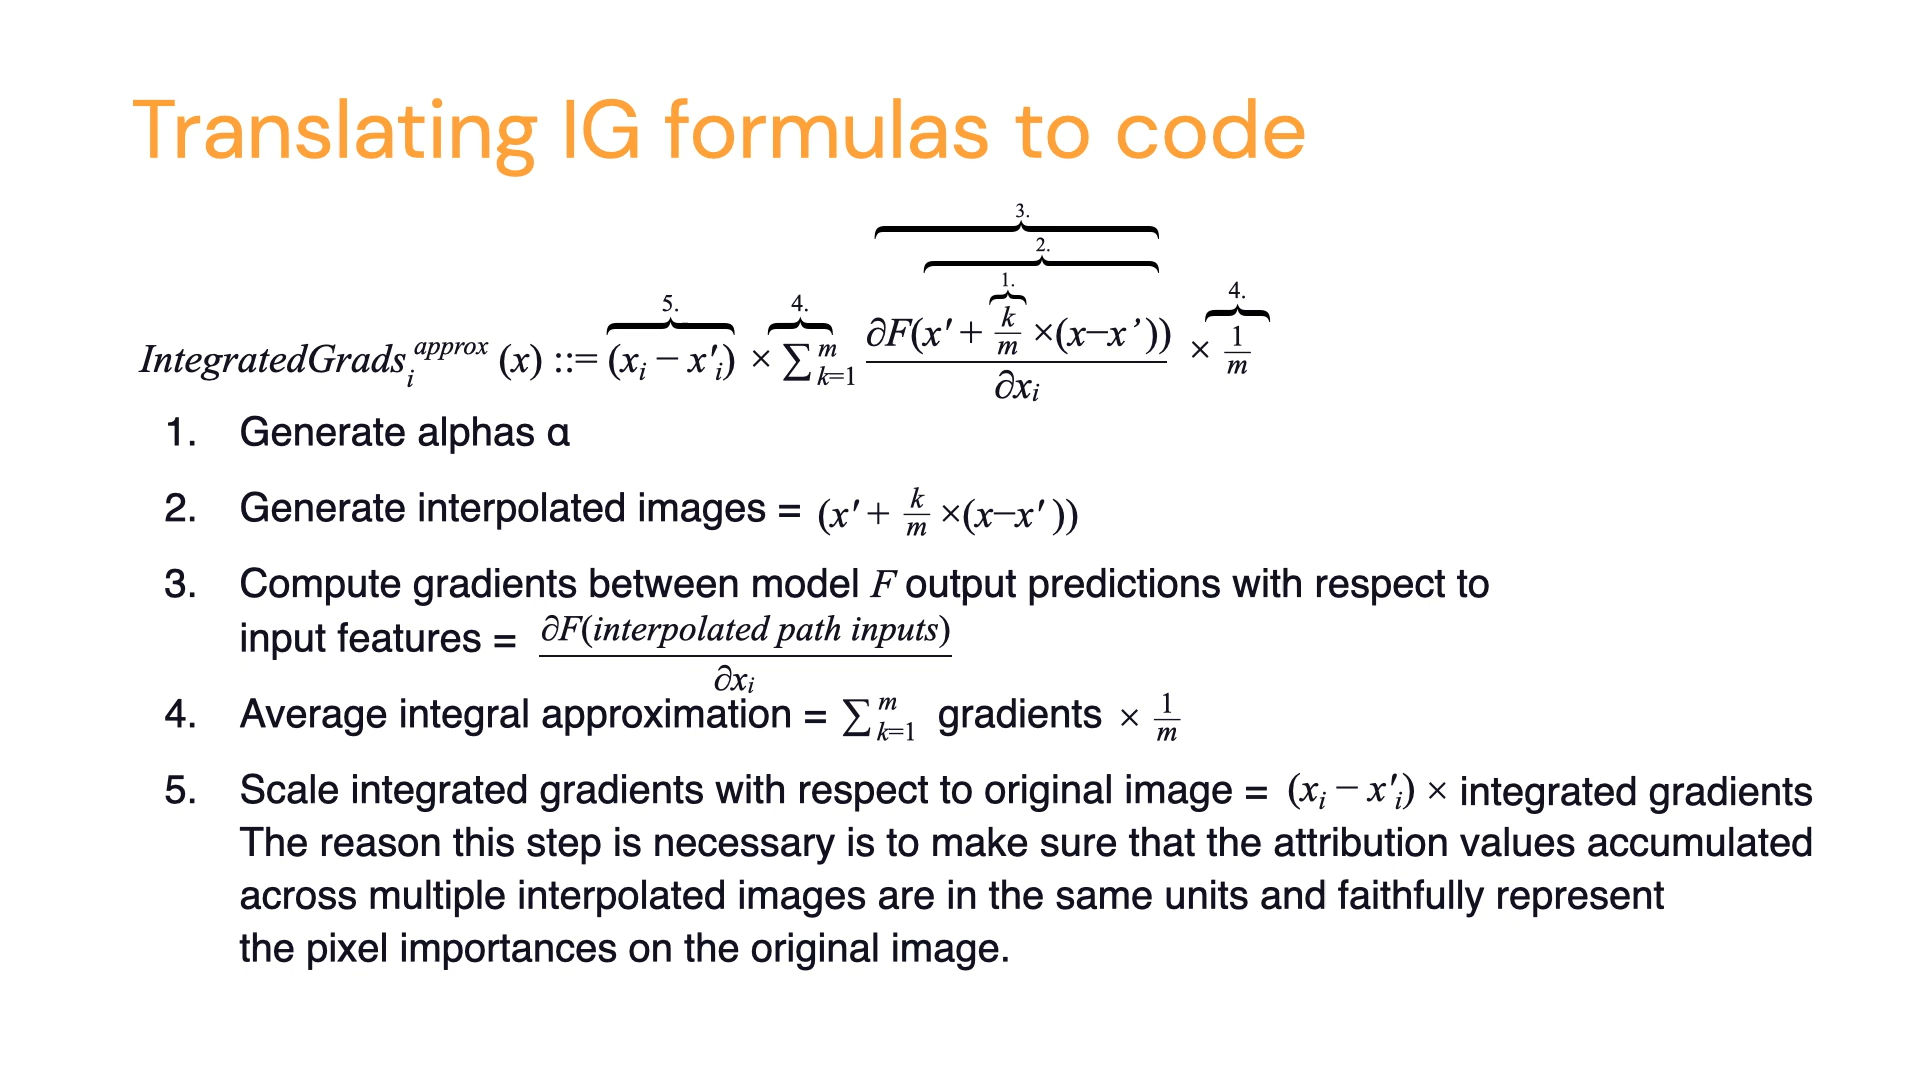 Translating IG formulas to code
3.
2.
1.
5. 4. 4.
IntegratedGrads_i^{approx} (x) ::= (x_i − x′_i) × ∑_{k=1}^{m} ∂F(x′ + k/m ×(x−x’)) / ∂x_i × 1/m
1. Generate alphas α
2. Generate interpolated images = (x′ + k/m ×(x−x′))
3. Compute gradients between model F output predictions with respect to
input features = ∂F(interpolated path inputs) / ∂x_i
4. Average integral approximation = ∑_{k=1}^{m} gradients × 1/m
5. Scale integrated gradients with respect to original image = (x_i − x′_i) × integrated gradients
The reason this step is necessary is to make sure that the attribution values accumulated
across multiple interpolated images are in the same units and faithfully represent
the pixel importances on the original image.